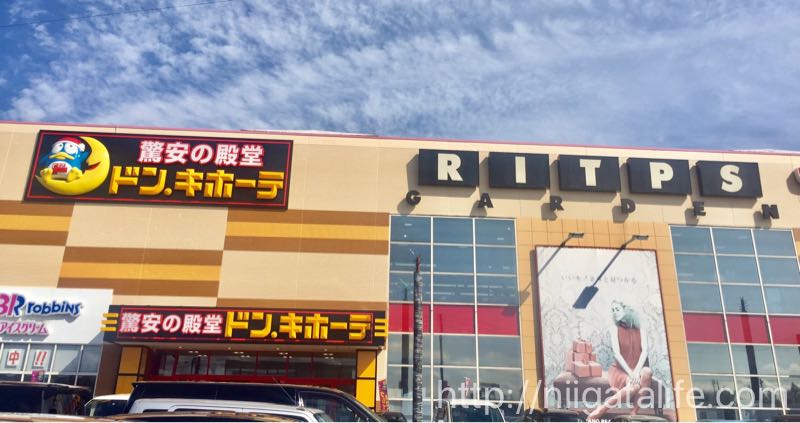 驚安の殿堂
ドン.キホーテ
RITPS
GARDEN
BR robbins
アイスクリーム
中!!
驚安の殿堂 ドン.キホーテ
http://niigatalife.com